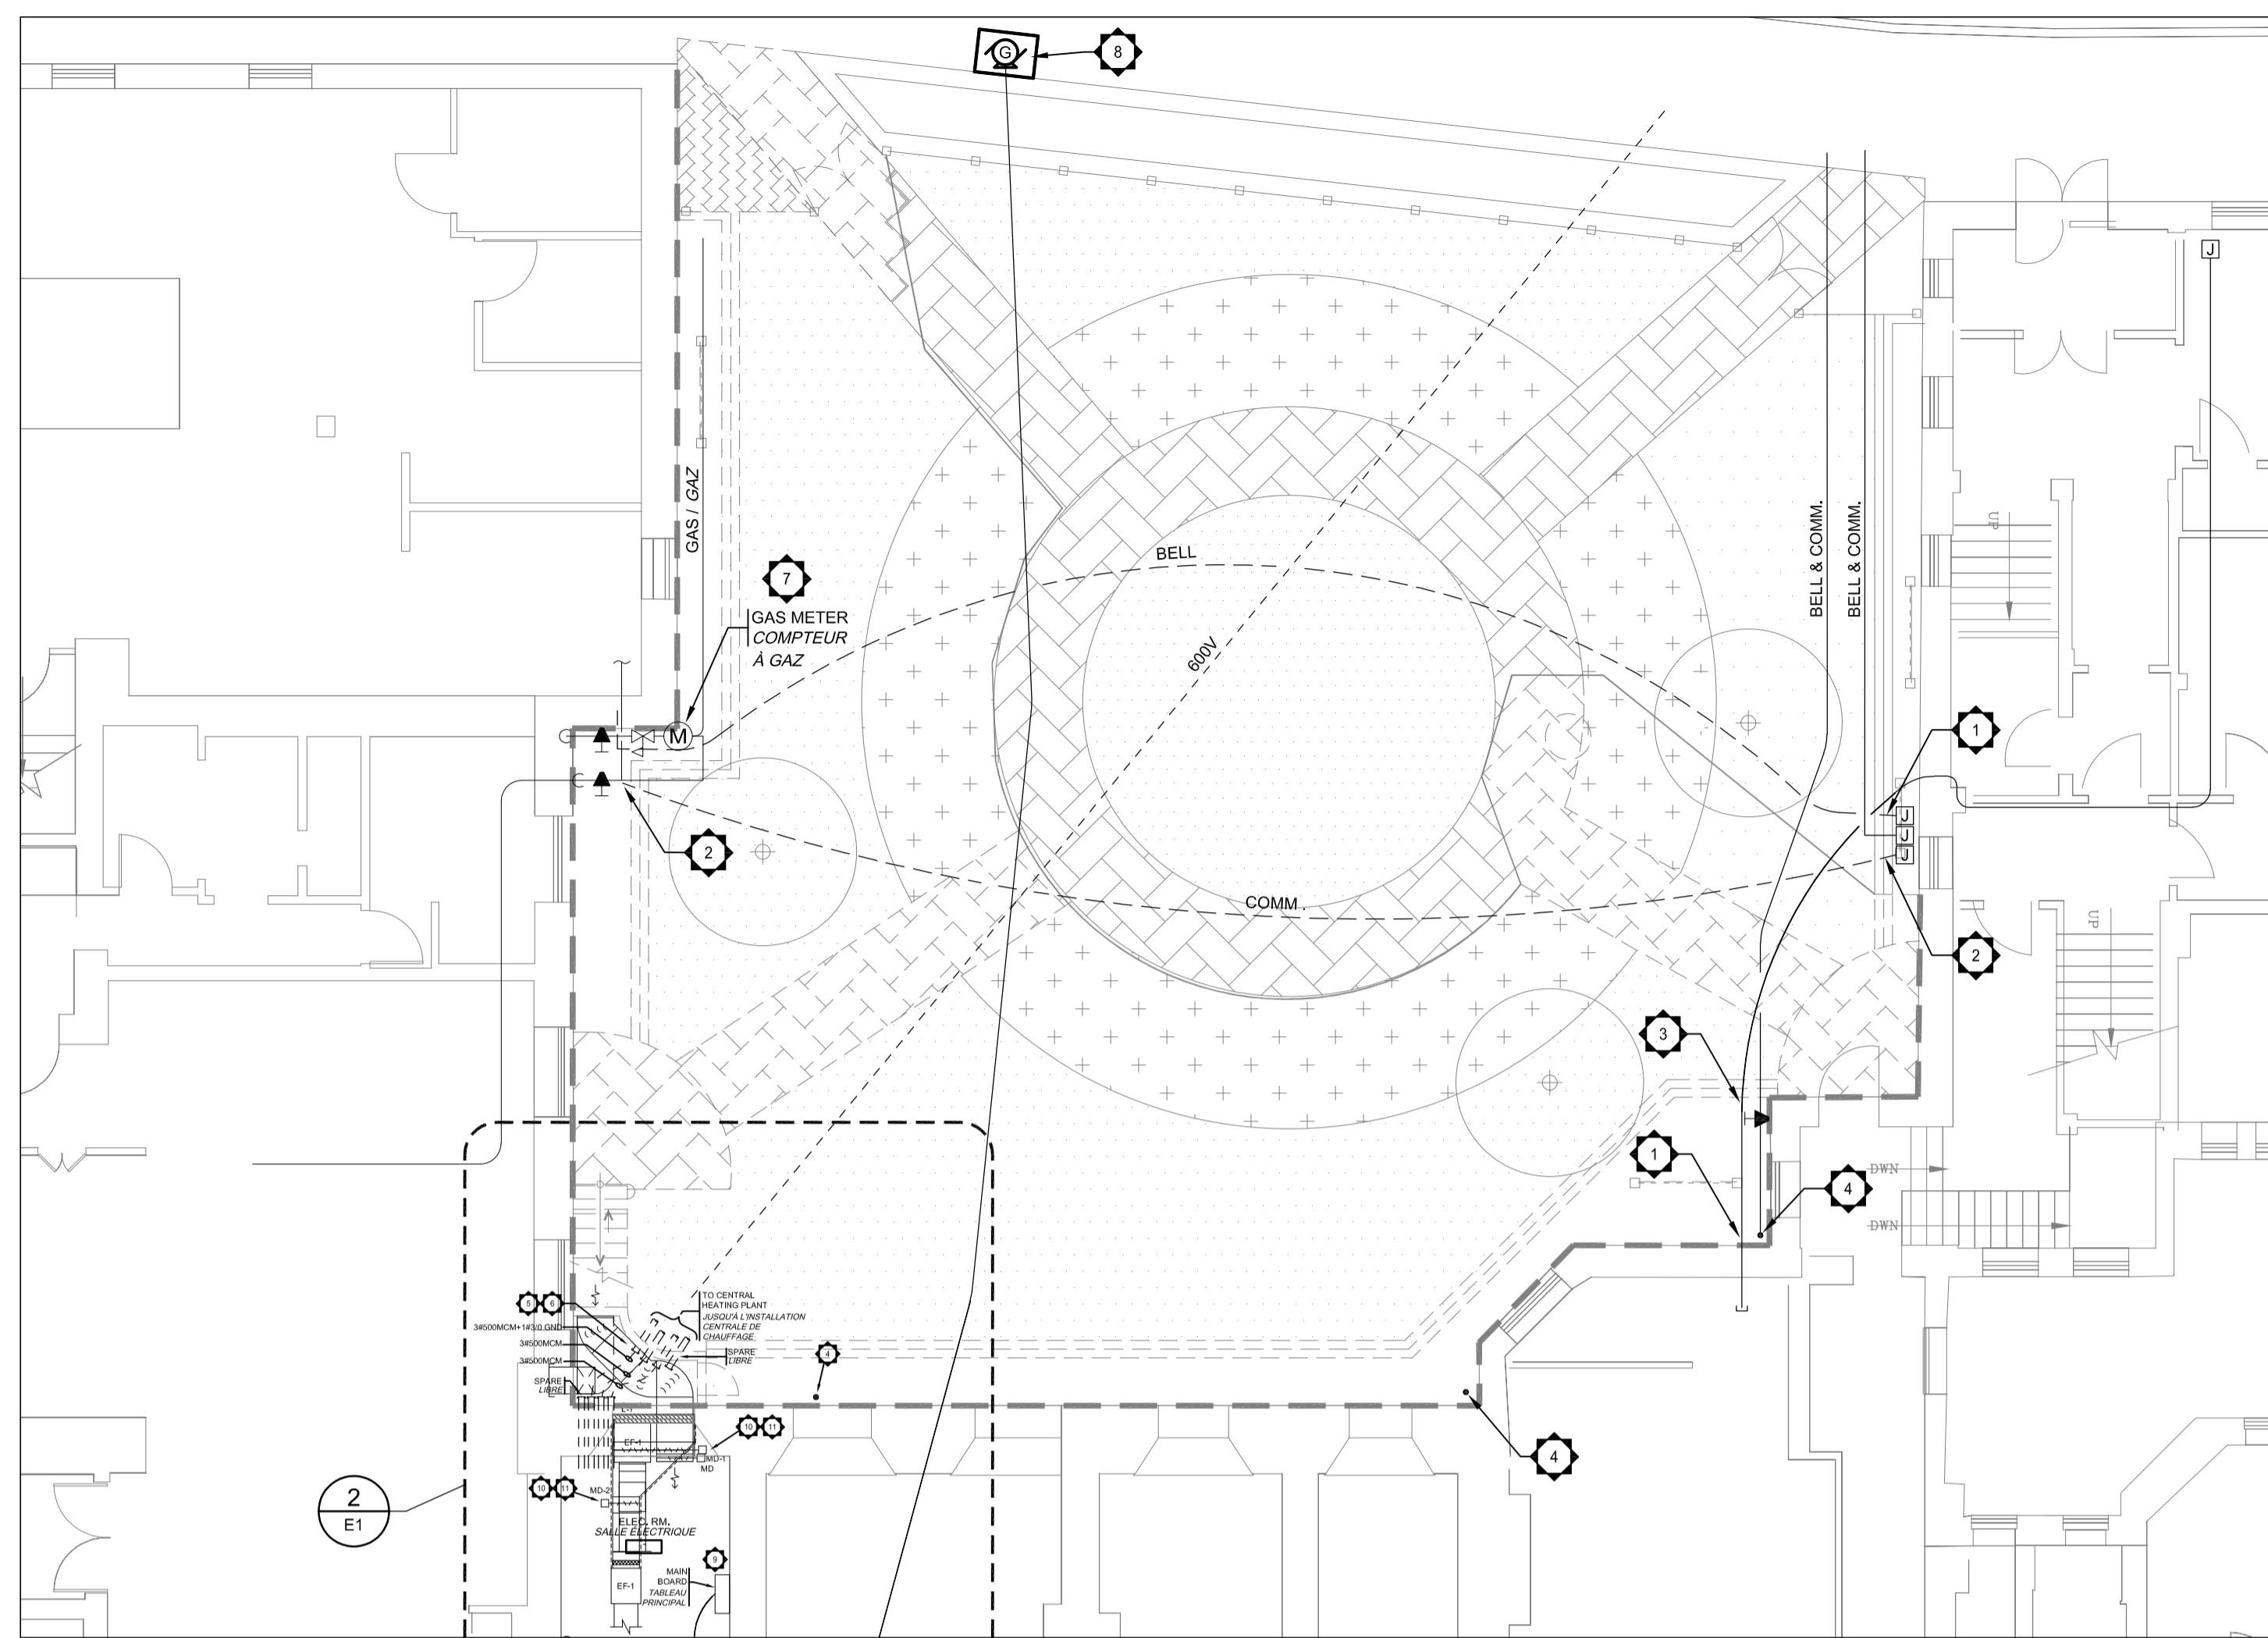 G
8
J
GAS / GAZ
7
GAS METER
COMPTEUR
À GAZ
M
2
BELL
600V
COMM .
BELL & COMM.
BELL & COMM.
UP
1
J
J
J
2
UP
3
1
4
DWN
DWN
5 6
3#500MCM+1#3/0 GND
3#500MCM
3#500MCM
SPARE
LIBRE
TO CENTRAL
HEATING PLANT
JUSQU'À L'INSTALLATION
CENTRALE DE
CHAUFFAGE
SPARE
LIBRE
4
4
L-1
EF-1
10 11
MD-1
MD
10 11
MD-2
2
E1
ELEC. RM.
SALLE ÉLECTRIQUE
9
MAIN
BOARD
TABLEAU
PRINCIPAL
EF-1